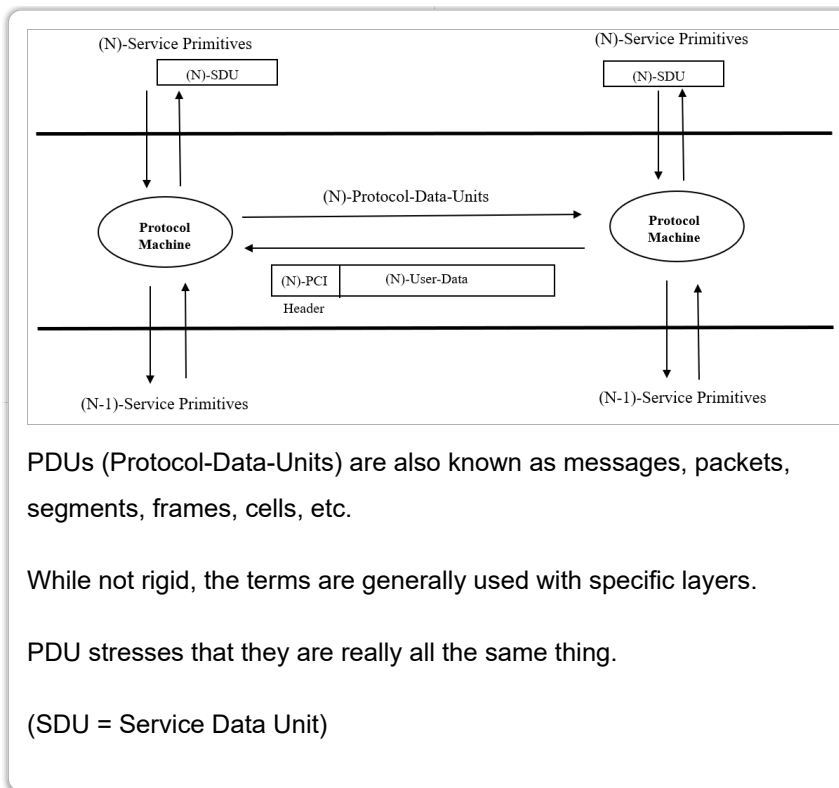 (N)-Service Primitives
(N)-Service Primitives
(N)-SDU
(N)-SDU
(N)-Protocol-Data-Units
Protocol
Machine
Protocol
Machine
(N)-PCI
(N)-User-Data
Header
(N-1)-Service Primitives
(N-1)-Service Primitives
PDUs (Protocol-Data-Units) are also known as messages, packets,
segments, frames, cells, etc.
While not rigid, the terms are generally used with specific layers.
PDU stresses that they are really all the same thing.
(SDU = Service Data Unit)